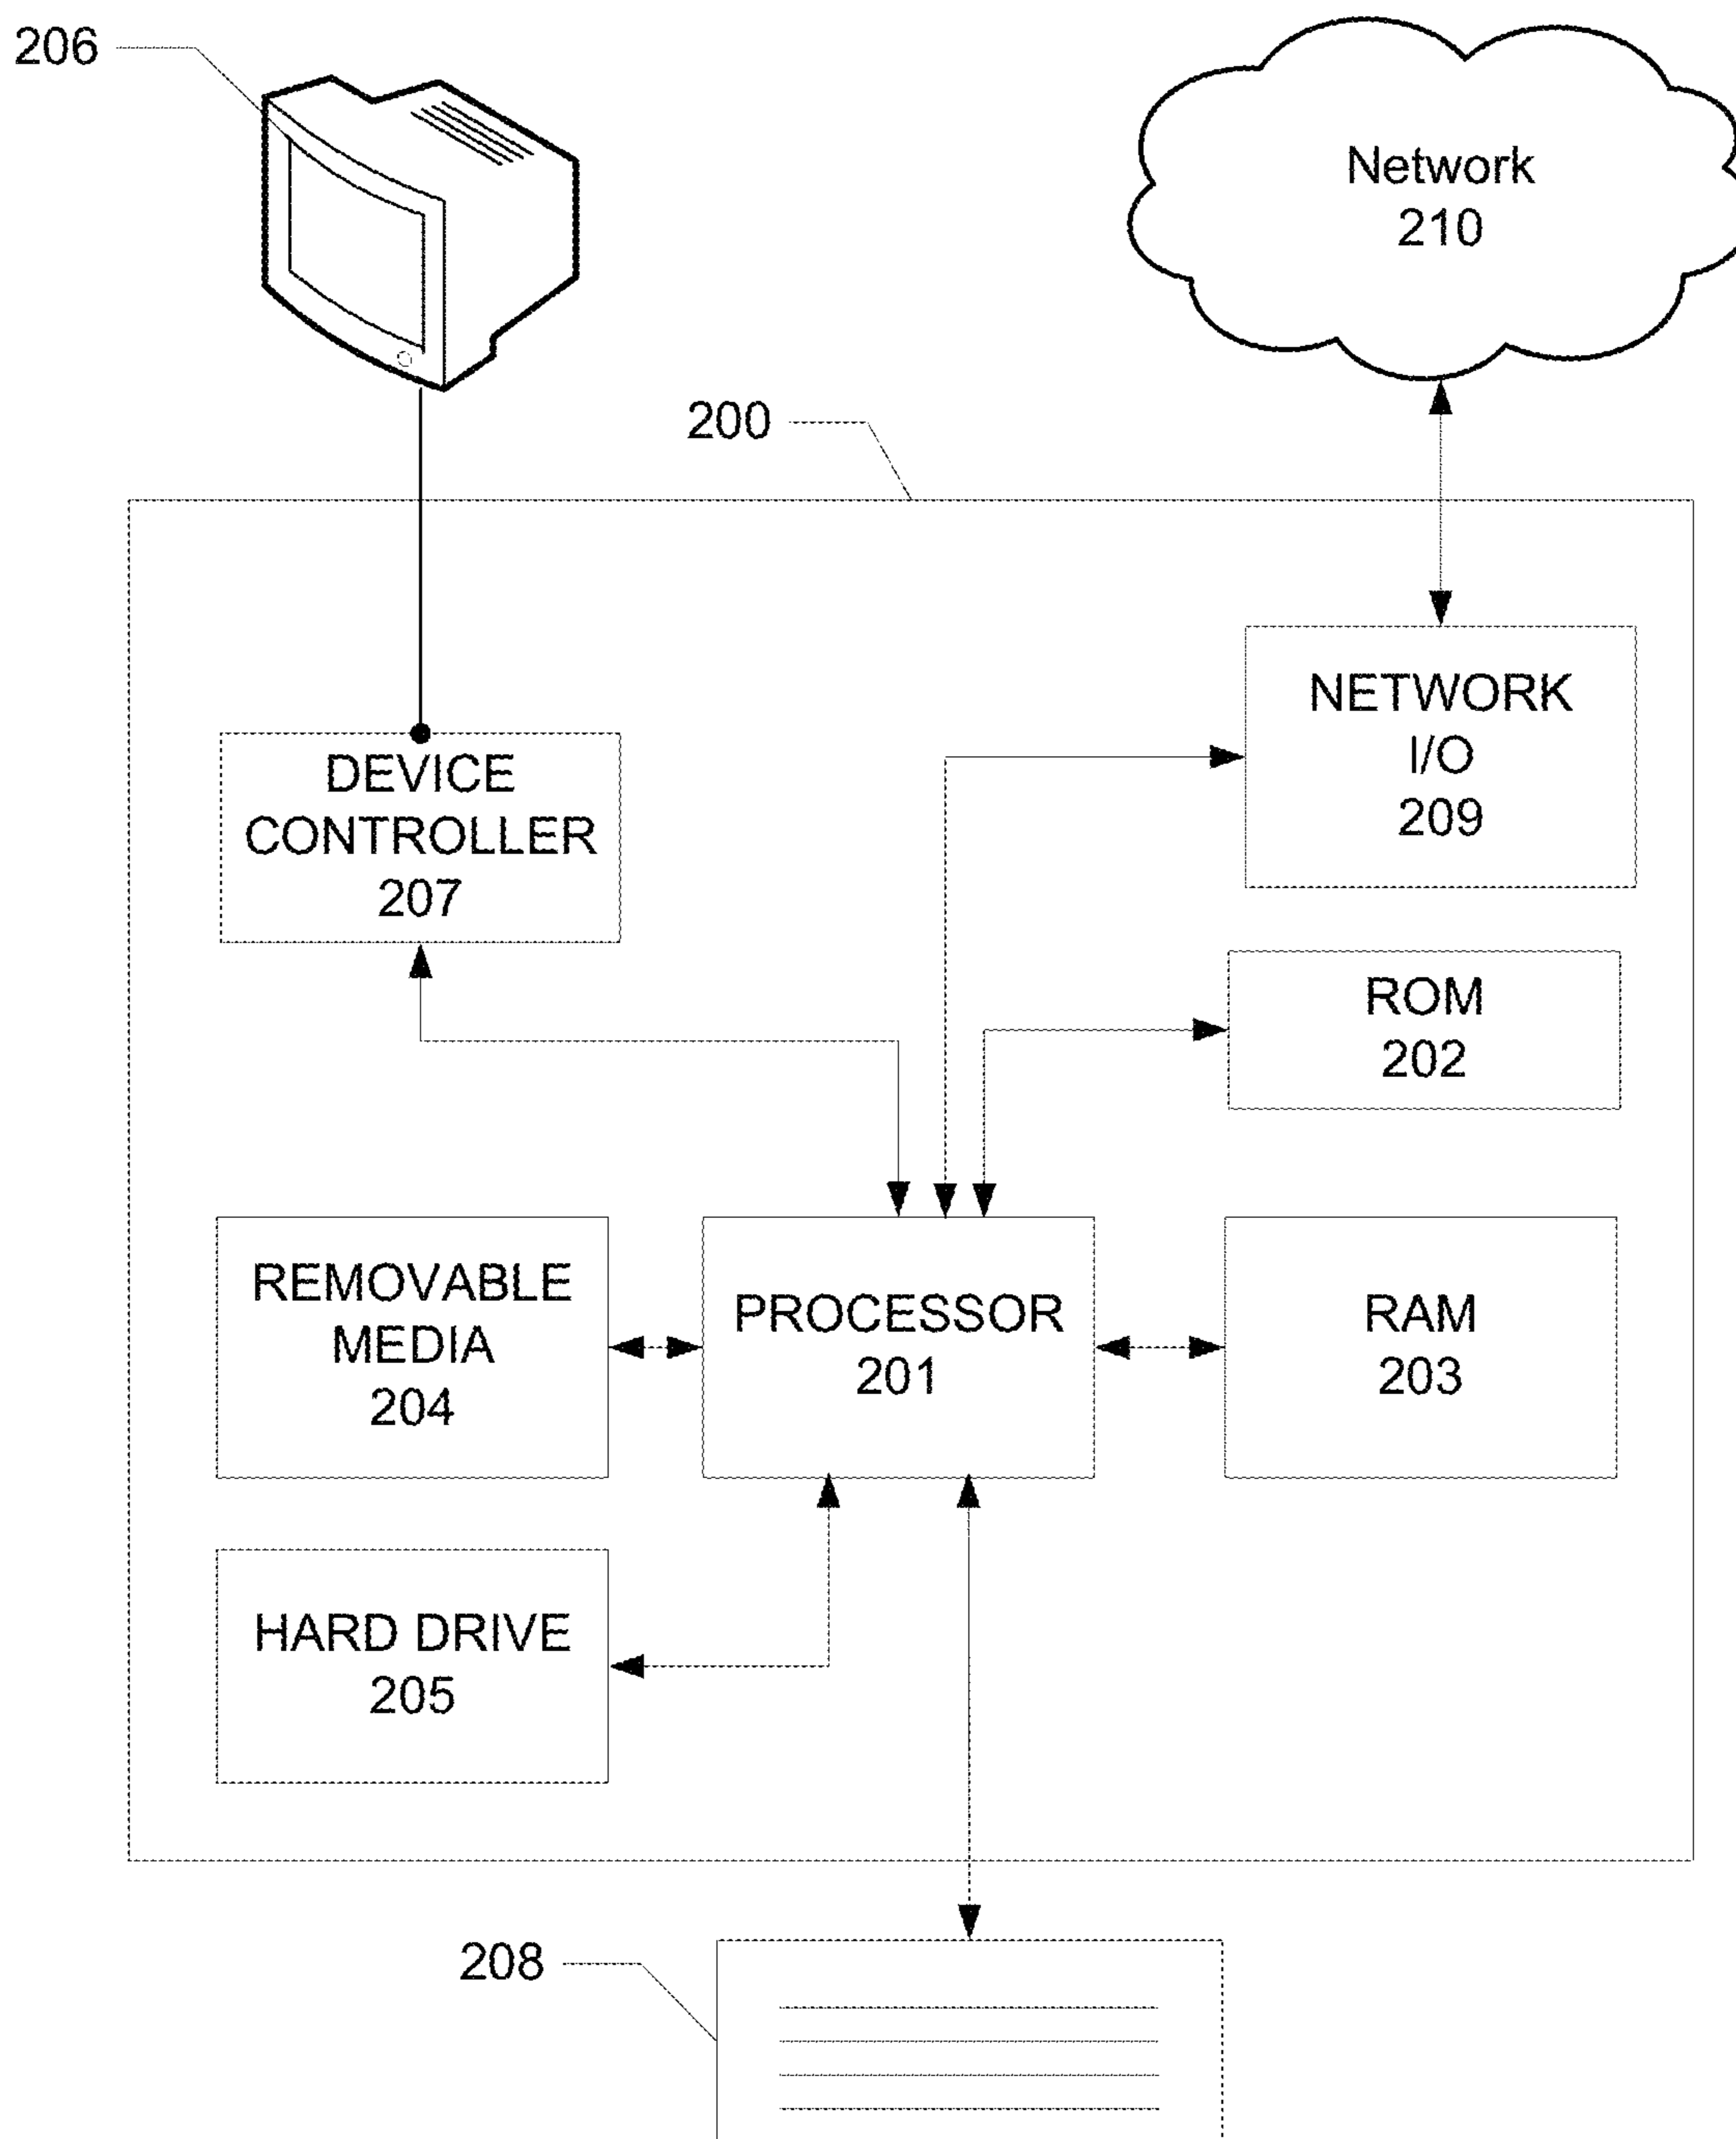 206
Network
210
200
NETWORK
I/O
209
DEVICE
CONTROLLER
207
ROM
202
REMOVABLE
MEDIA
204
PROCESSOR
201
RAM
203
HARD DRIVE
205
208